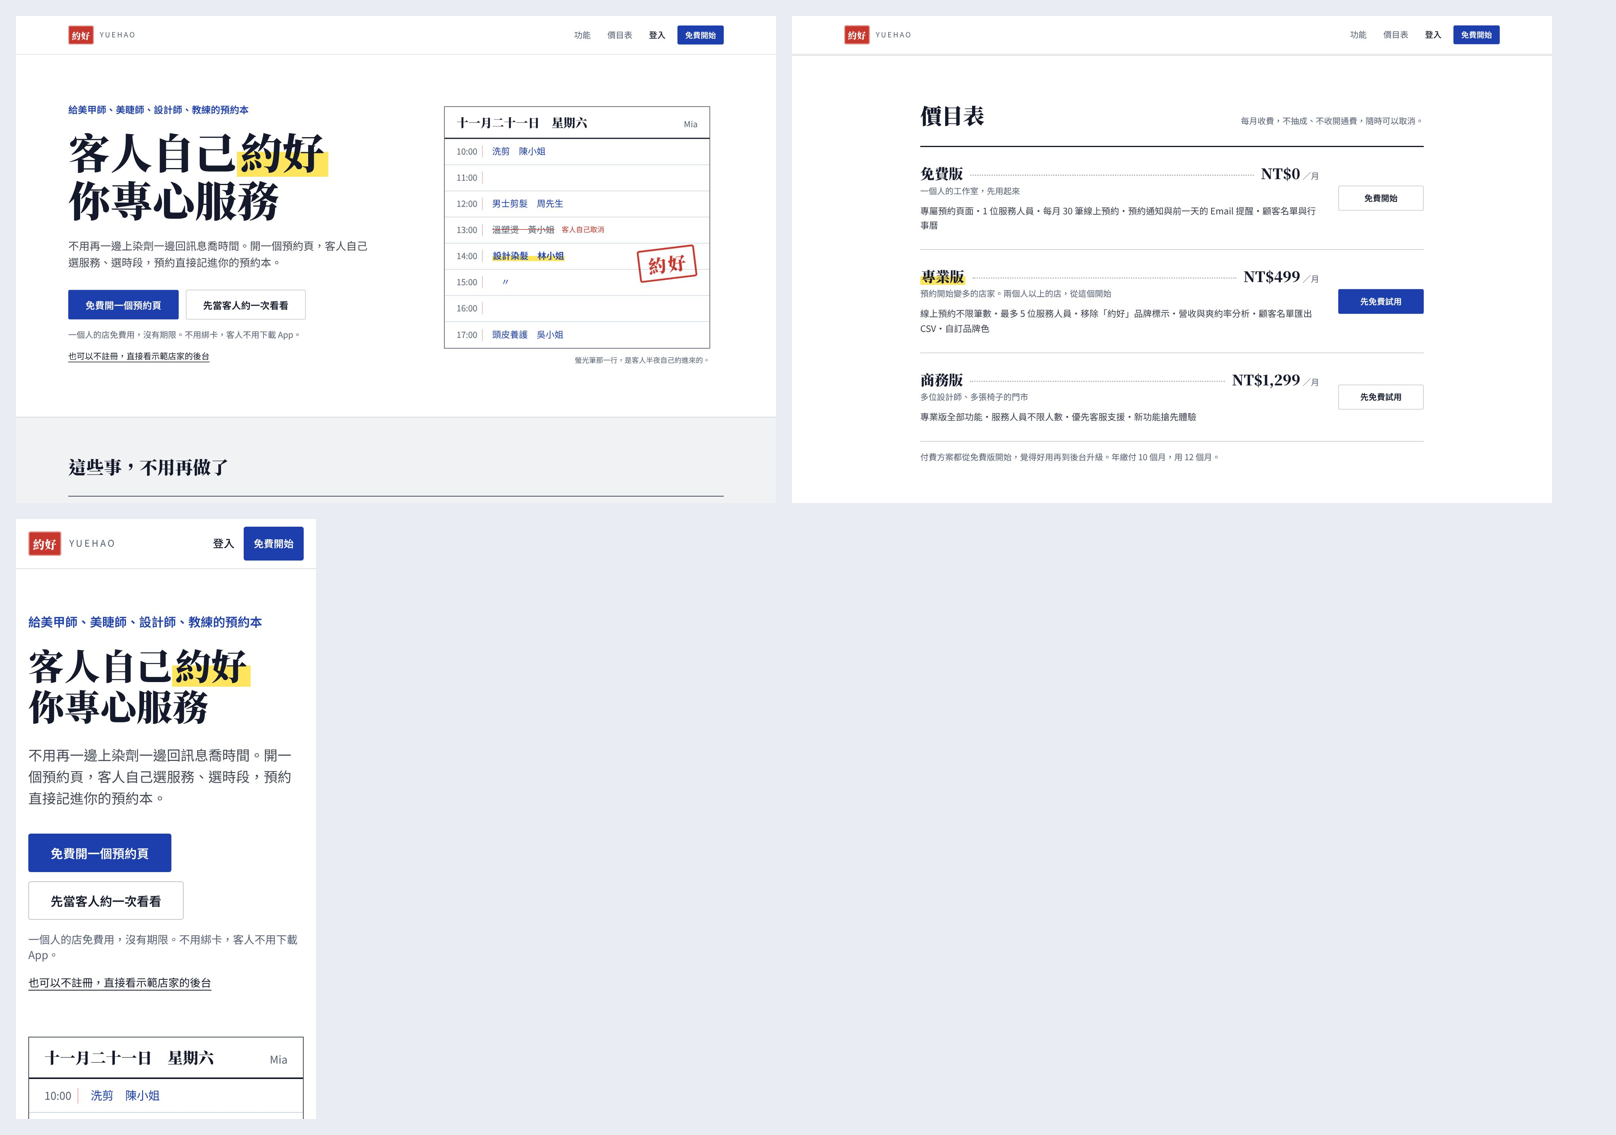 約好 YUEHAO 功能 價目表 登入 免費開始
給美甲師、美睫師、設計師、教練的預約本
客人自己約好
你專心服務
不用再一邊上染劑一邊回訊息喬時間。開一個預約頁，客人自己
選服務、選時段，預約直接記進你的預約本。
免費開一個預約頁 先當客人約一次看看
一個人的店免費用，沒有期限。不用綁卡，客人不用下載 App。
也可以不註冊，直接看示範店家的後台
十一月二十一日　星期六 Mia
10:00 洗剪　陳小姐
11:00
12:00 男士剪髮　周先生
13:00 溫塑燙　黃小姐 客人自己取消
14:00 設計染髮　林小姐
約好
15:00 〃
16:00
17:00 頭皮養護　吳小姐
螢光筆那一行，是客人半夜自己約進來的。
這些事，不用再做了
約好 YUEHAO 功能 價目表 登入 免費開始
價目表
每月收費，不抽成、不收開通費，隨時可以取消。
免費版 NT$0 ／月
一個人的工作室，先用起來
專屬預約頁面・1 位服務人員・每月 30 筆線上預約・預約通知與前一天的 Email 提醒・顧客名單與行
事曆
免費開始
專業版 NT$499 ／月
預約開始變多的店家。兩個人以上的店，從這個開始
線上預約不限筆數・最多 5 位服務人員・移除「約好」品牌標示・營收與爽約率分析・顧客名單匯出
CSV・自訂品牌色
先免費試用
商務版 NT$1,299 ／月
多位設計師、多張椅子的門市
專業版全部功能・服務人員不限人數・優先客服支援・新功能搶先體驗
先免費試用
付費方案都從免費版開始，覺得好用再到後台升級。年繳付 10 個月，用 12 個月。
約好 YUEHAO 登入 免費開始
給美甲師、美睫師、設計師、教練的預約本
客人自己約好
你專心服務
不用再一邊上染劑一邊回訊息喬時間。開一
個預約頁，客人自己選服務、選時段，預約
直接記進你的預約本。
免費開一個預約頁
先當客人約一次看看
一個人的店免費用，沒有期限。不用綁卡，客人不用下載
App。
也可以不註冊，直接看示範店家的後台
十一月二十一日　星期六 Mia
10:00 洗剪　陳小姐